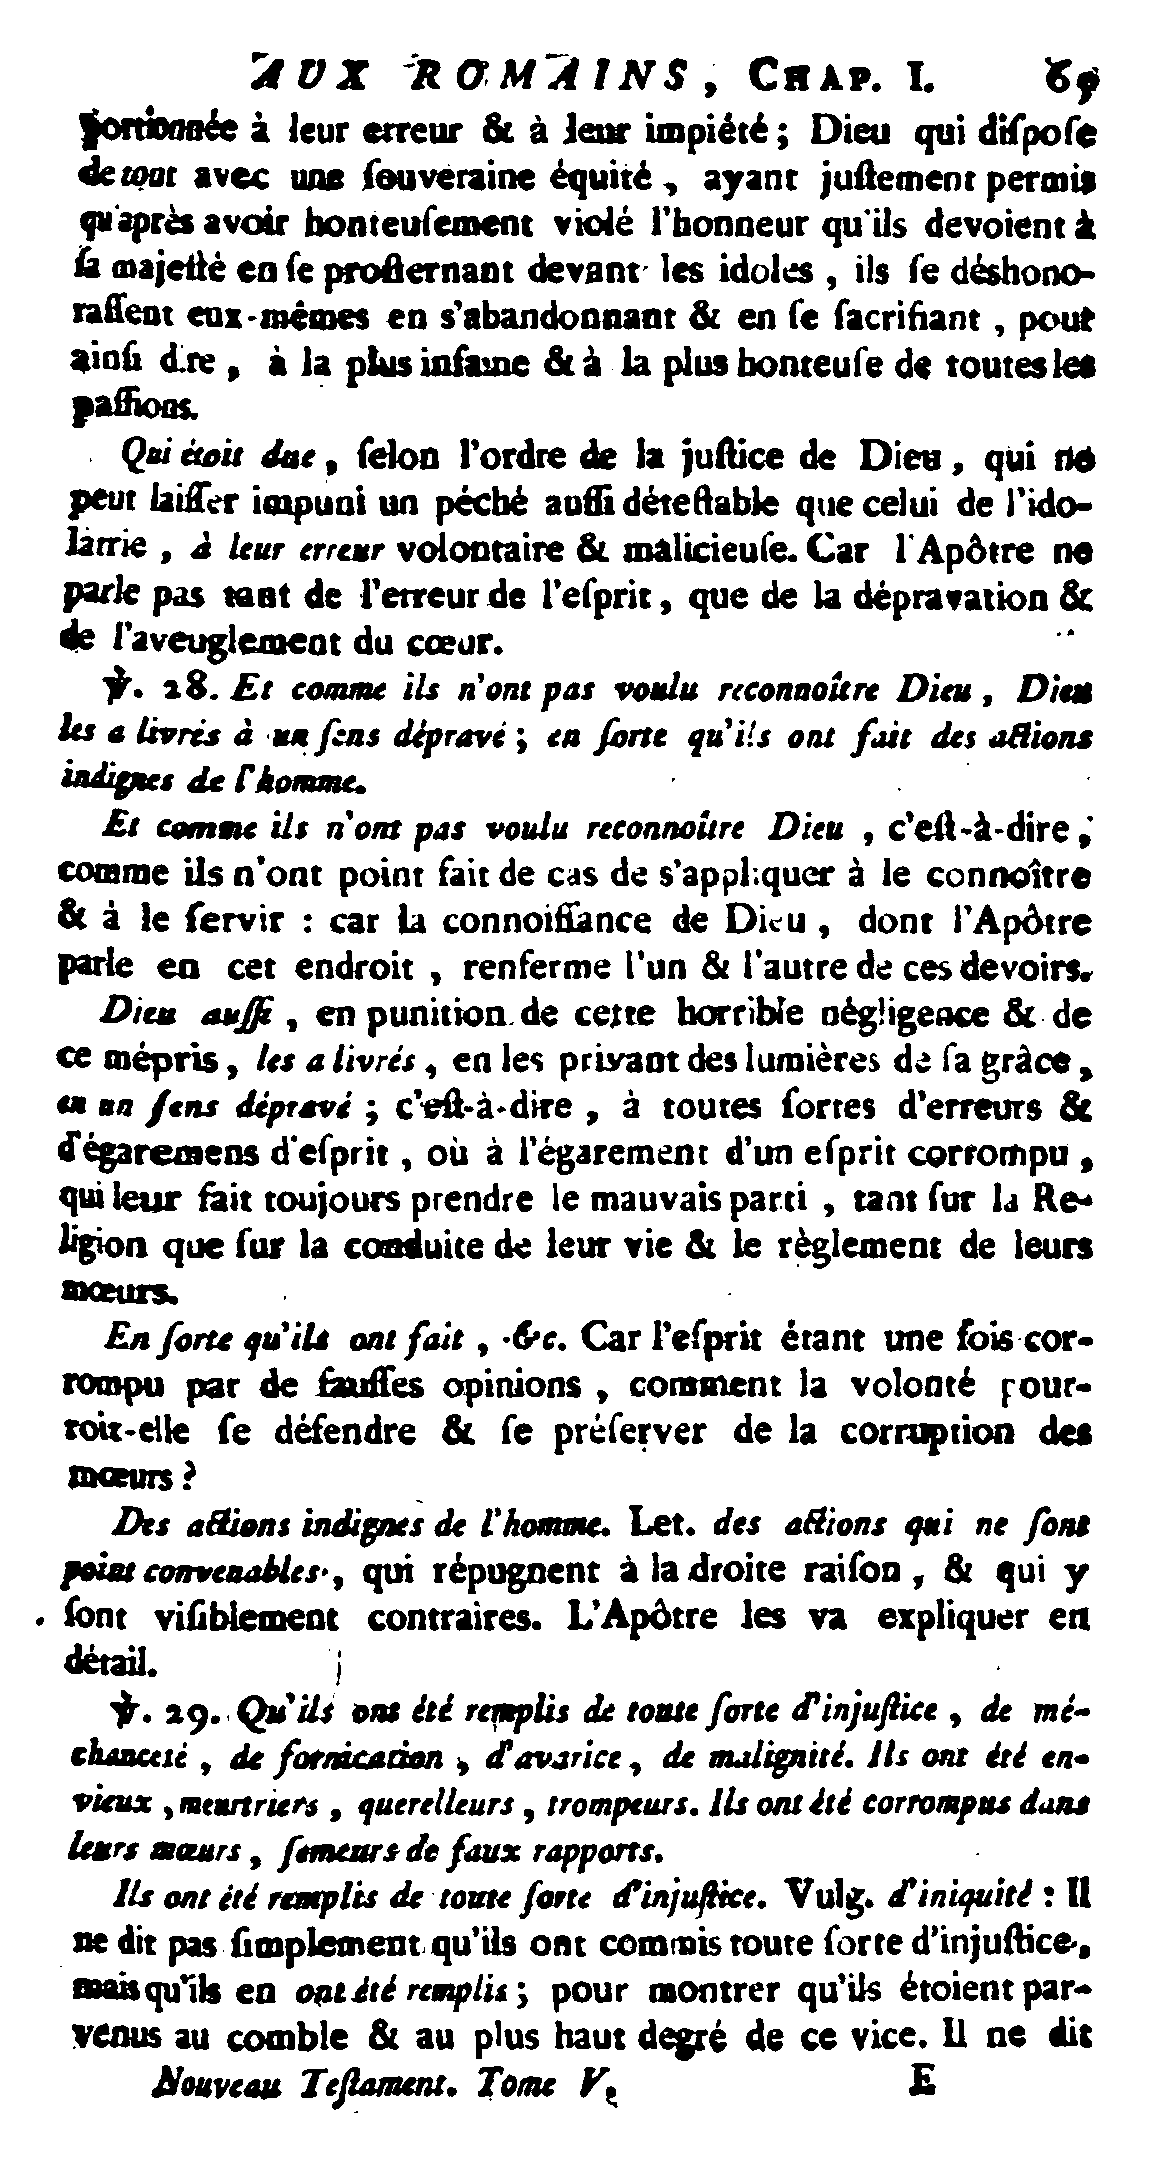 AUX ROMAINS, CHAP. I.
portionnée à leur erreur & à leur impiété; Dieu qui diſpoſe
de tout avec une ſouveraine équité, ayant juſtement permis
qu'après avoir honteuſement violé l'honneur qu'ils devoient à
ſa majeſté en ſe proſternant devant les idoles, ils ſe déshono-
raſſent eux-mêmes en s'abandonnant & en ſe ſacrifiant, pour
ainſi dire, à la plus infame & à la plus honteuſe de toutes les
paſſions.
Qui étoit due, ſelon l'ordre de la juſtice de Dieu, qui ne
peut laiſſer impuni un péché auſſi déteſtable que celui de l'ido-
lâtrie, à leur erreur volontaire & malicieuſe. Car l'Apôtre ne
parle pas tant de l'erreur de l'eſprit, que de la dépravation &
de l'aveuglement du cœur.
℣. 28. Et comme ils n'ont pas voulu reconnoître Dieu, Dieu
les a livrés à un ſens dépravé; en ſorte qu'ils ont fait des actions
indignes de l'homme.
Et comme ils n'ont pas voulu reconnoître Dieu, c'eſt-à-dire,
comme ils n'ont point fait de cas de s'appliquer à le connoître
& à le ſervir : car la connoiſſance de Dieu, dont l'Apôtre
parle en cet endroit, renferme l'un & l'autre de ces devoirs.
Dieu auſſi, en punition de cette horrible négligence & de
ce mépris, les a livrés, en les privant des lumières de ſa grâce,
en un ſens dépravé; c'eſt-à-dire, à toutes ſortes d'erreurs &
d'égaremens d'eſprit, où à l'égarement d'un eſprit corrompu,
qui leur fait toujours prendre le mauvais parti, tant ſur la Re-
ligion que ſur la conduite de leur vie & le règlement de leurs
mœurs.
En ſorte qu'ils ont fait, &c. Car l'eſprit étant une fois cor-
rompu par de fauſſes opinions, comment la volonté pour-
roit-elle ſe défendre & ſe préſerver de la corruption des
mœurs?
Des actions indignes de l'homme. Let. des actions qui ne ſont
point convenables, qui répugnent à la droite raiſon, & qui y
ſont viſiblement contraires. L'Apôtre les va expliquer en
détail.
℣. 29. Qu'ils ont été remplis de toute ſorte d'injuſtice, de mé-
chanceté, de fornication, d'avarice, de malignité. Ils ont été en-
vieux, meurtriers, querelleurs, trompeurs. Ils ont été corrompus dans
leurs mœurs, ſemeurs de faux rapports.
Ils ont été remplis de toute ſorte d'injuſtice. Vulg. d'iniquité : Il
ne dit pas ſimplement qu'ils ont commis toute ſorte d'injuſtice,
mais qu'ils en ont été remplis; pour montrer qu'ils étoient par-
venus au comble & au plus haut degré de ce vice. Il ne dit
Nouveau Teſtament. Tome V. E